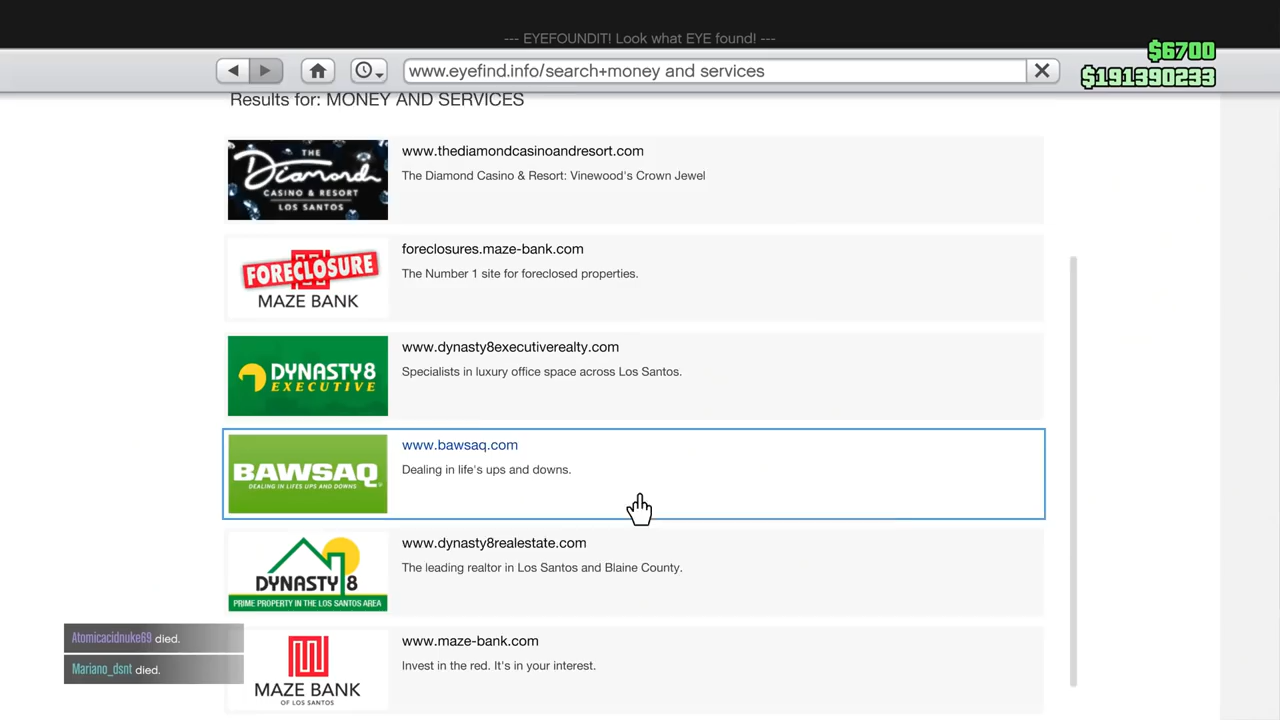 --- EYEFOUNDIT! Look what EYE found! ---
$6700
www.eyefind.info/search+money and services
$191390233
Results for: MONEY AND SERVICES
THE
Diamond
CASINO & RESORT
LOS SANTOS
www.thediamondcasinoandresort.com
The Diamond Casino & Resort: Vinewood's Crown Jewel
FORECLOSURE
MAZE BANK
foreclosures.maze-bank.com
The Number 1 site for foreclosed properties.
DYNASTY8
EXECUTIVE
www.dynasty8executiverealty.com
Specialists in luxury office space across Los Santos.
BAWSAQ
DEALING IN LIFE'S UPS AND DOWNS
www.bawsaq.com
Dealing in life's ups and downs.
DYNASTY 8
PRIME PROPERTY IN THE LOS SANTOS AREA
www.dynasty8realestate.com
The leading realtor in Los Santos and Blaine County.
MAZE BANK
OF LOS SANTOS
www.maze-bank.com
Invest in the red. It's in your interest.
Atomicacidnuke69 died.
Mariano_dsnt died.